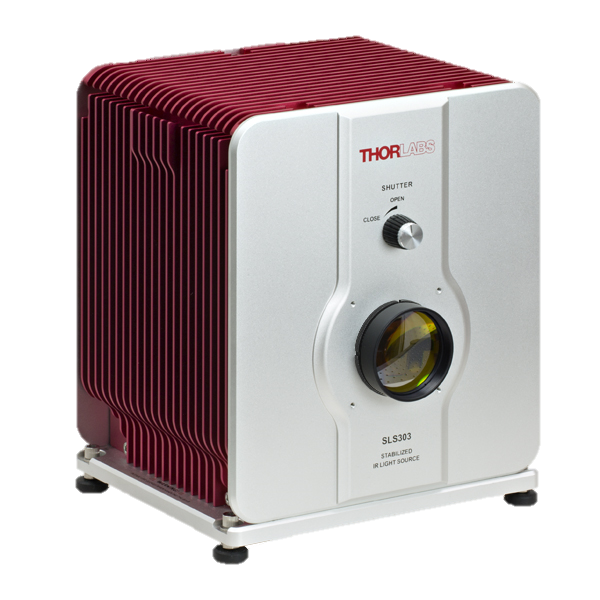 THORLABS
SHUTTER
OPEN
CLOSE
SLS303
STABILIZED
IR LIGHT SOURCE